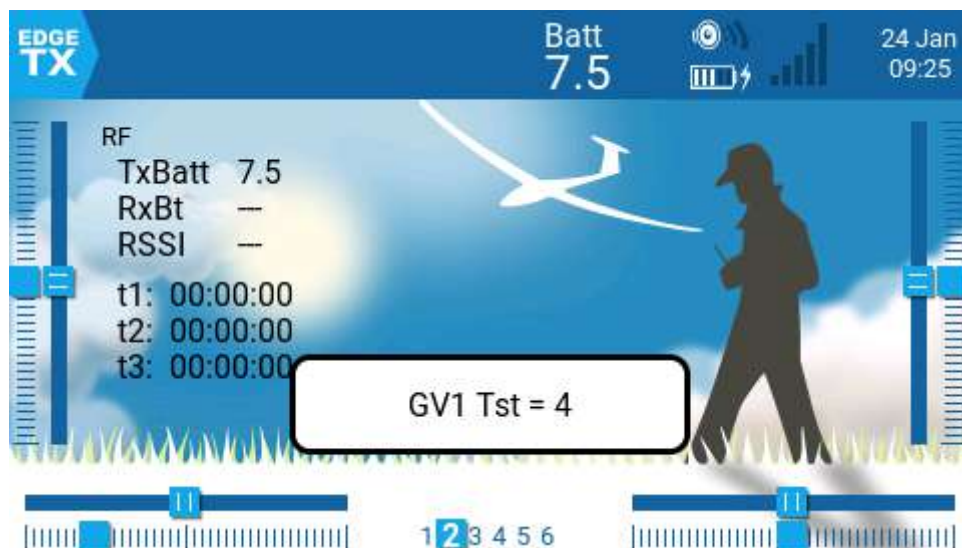 EDGE
TX
Batt
7.5
24 Jan
09:25
RF
TxBatt 7.5
RxBt ---
RSSI ---
t1: 00:00:00
t2: 00:00:00
t3: 00:00:00
GV1 Tst = 4
1 2 3 4 5 6